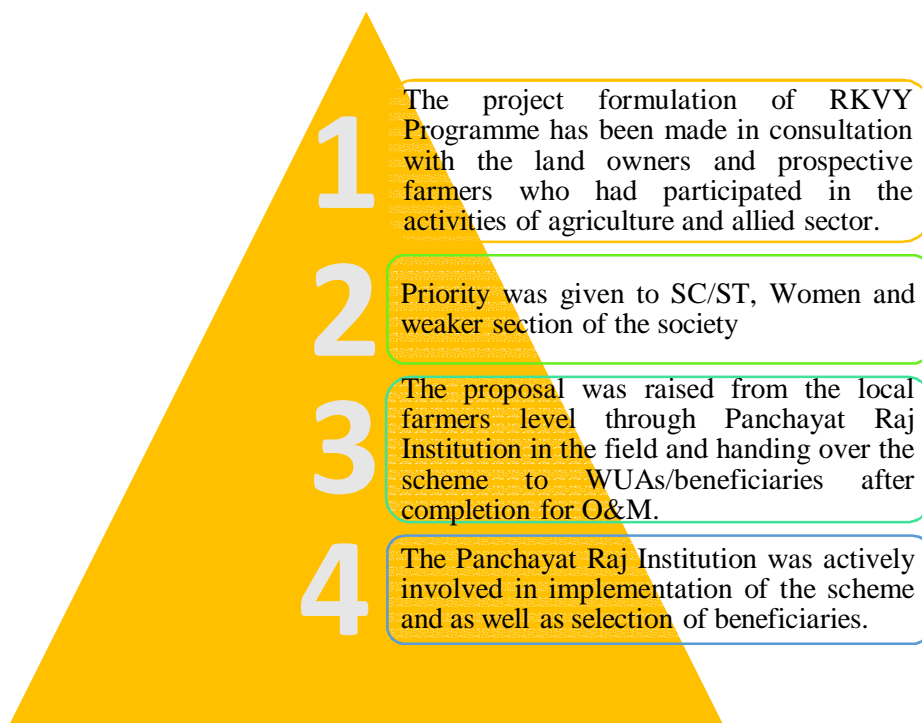 1
The project formulation of RKVY
Programme has been made in consultation
with the land owners and prospective
farmers who had participated in the
activities of agriculture and allied sector.
2
Priority was given to SC/ST, Women and
weaker section of the society
3
The proposal was raised from the local
farmers level through Panchayat Raj
Institution in the field and handing over the
scheme to WUAs/beneficiaries after
completion for O&M.
4
The Panchayat Raj Institution was actively
involved in implementation of the scheme
and as well as selection of beneficiaries.